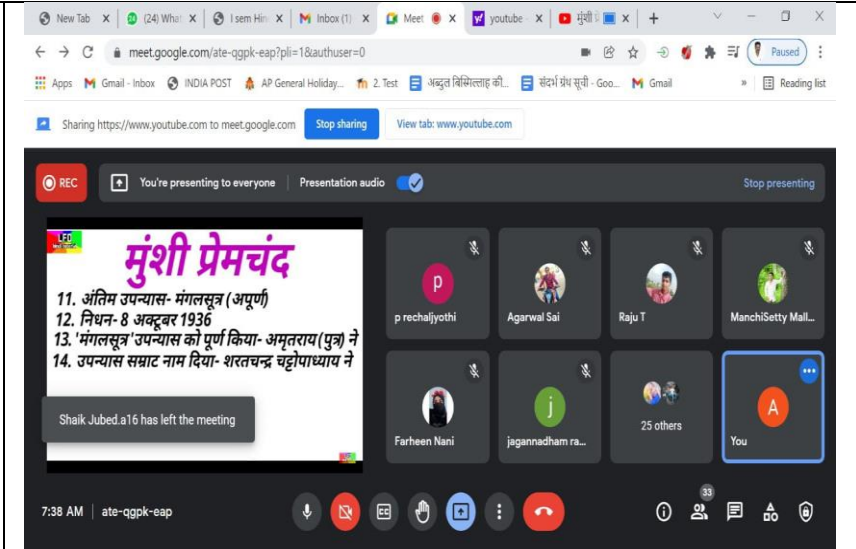 New Tab
(24) What
I sem Hin
Inbox (1)
Meet
youtube
मुंशी
meet.google.com/ate-qgpk-eap?pli=1&authuser=0
Paused
Apps
Gmail - Inbox
INDIA POST
AP General Holiday...
2. Test
अब्दुल बिस्मिल्लाह की...
संदर्भ ग्रंथ सूची - Goo...
Gmail
»
Reading list
Sharing https://www.youtube.com to meet.google.com
Stop sharing
View tab: www.youtube.com
REC
You're presenting to everyone
Presentation audio
Stop presenting
LFD
मुंशी प्रेमचंद
11. अंतिम उपन्यास- मंगलसूत्र (अपूर्ण)
12. निधन- 8 अक्टूबर 1936
13. 'मंगलसूत्र' उपन्यास को पूर्ण किया- अमृतराय (पुत्र) ने
14. उपन्यास सम्राट नाम दिया- शरतचन्द्र चट्टोपाध्याय ने
Shaik Jubed.a16 has left the meeting
p
p rechaljyothi
Agarwal Sai
Raju T
ManchiSetty Mall...
Farheen Nani
j
jagannadham ra...
25 others
A
You
7:38 AM | ate-qgpk-eap
33